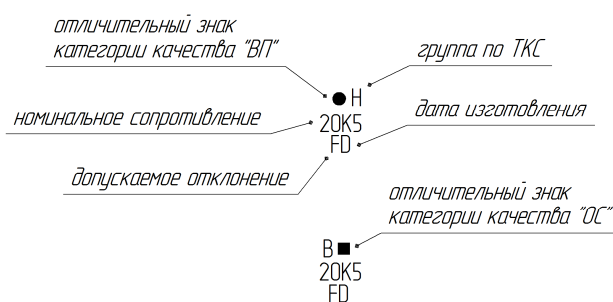 отличительный знак
категории качества "ВП"
группа по ТКС
Н
номинальное сопротивление
20К5
дата изготовления
FD
допускаемое отклонение
отличительный знак
категории качества "ОС"
В
20К5
FD